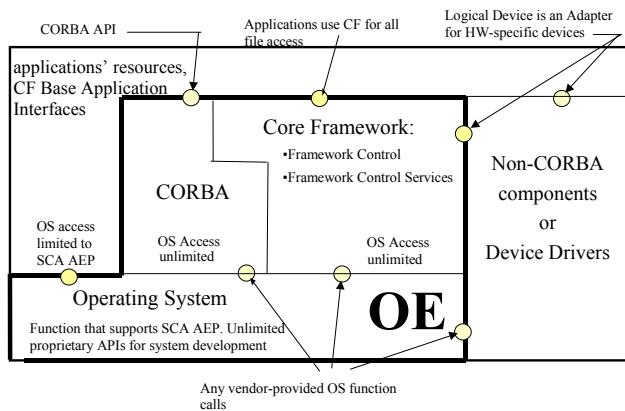 CORBA API
Applications use CF for all
file access
Logical Device is an Adapter
for HW-specific devices
applications’ resources,
CF Base Application
Interfaces
Core Framework:
•Framework Control
•Framework Control Services
CORBA
Non-CORBA
components
or
Device Drivers
OS access
limited to
SCA AEP
OS Access
unlimited
OS Access
unlimited
Operating System
OE
Function that supports SCA AEP. Unlimited
proprietary APIs for system development
Any vendor-provided OS function
calls